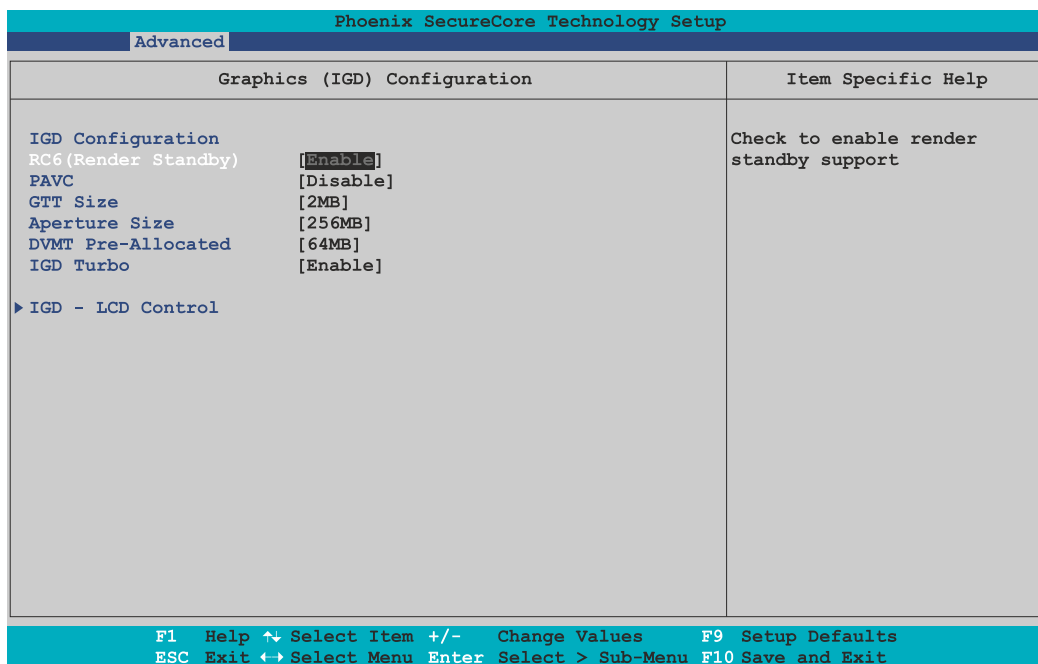 Phoenix SecureCore Technology Setup
Advanced
Graphics (IGD) Configuration
Item Specific Help
IGD Configuration
RC6(Render Standby) [Enable]
PAVC [Disable]
GTT Size [2MB]
Aperture Size [256MB]
DVMT Pre-Allocated [64MB]
IGD Turbo [Enable]
IGD - LCD Control
Check to enable render
standby support
F1 Help ↑↓ Select Item +/- Change Values F9 Setup Defaults
ESC Exit ←→ Select Menu Enter Select > Sub-Menu F10 Save and Exit